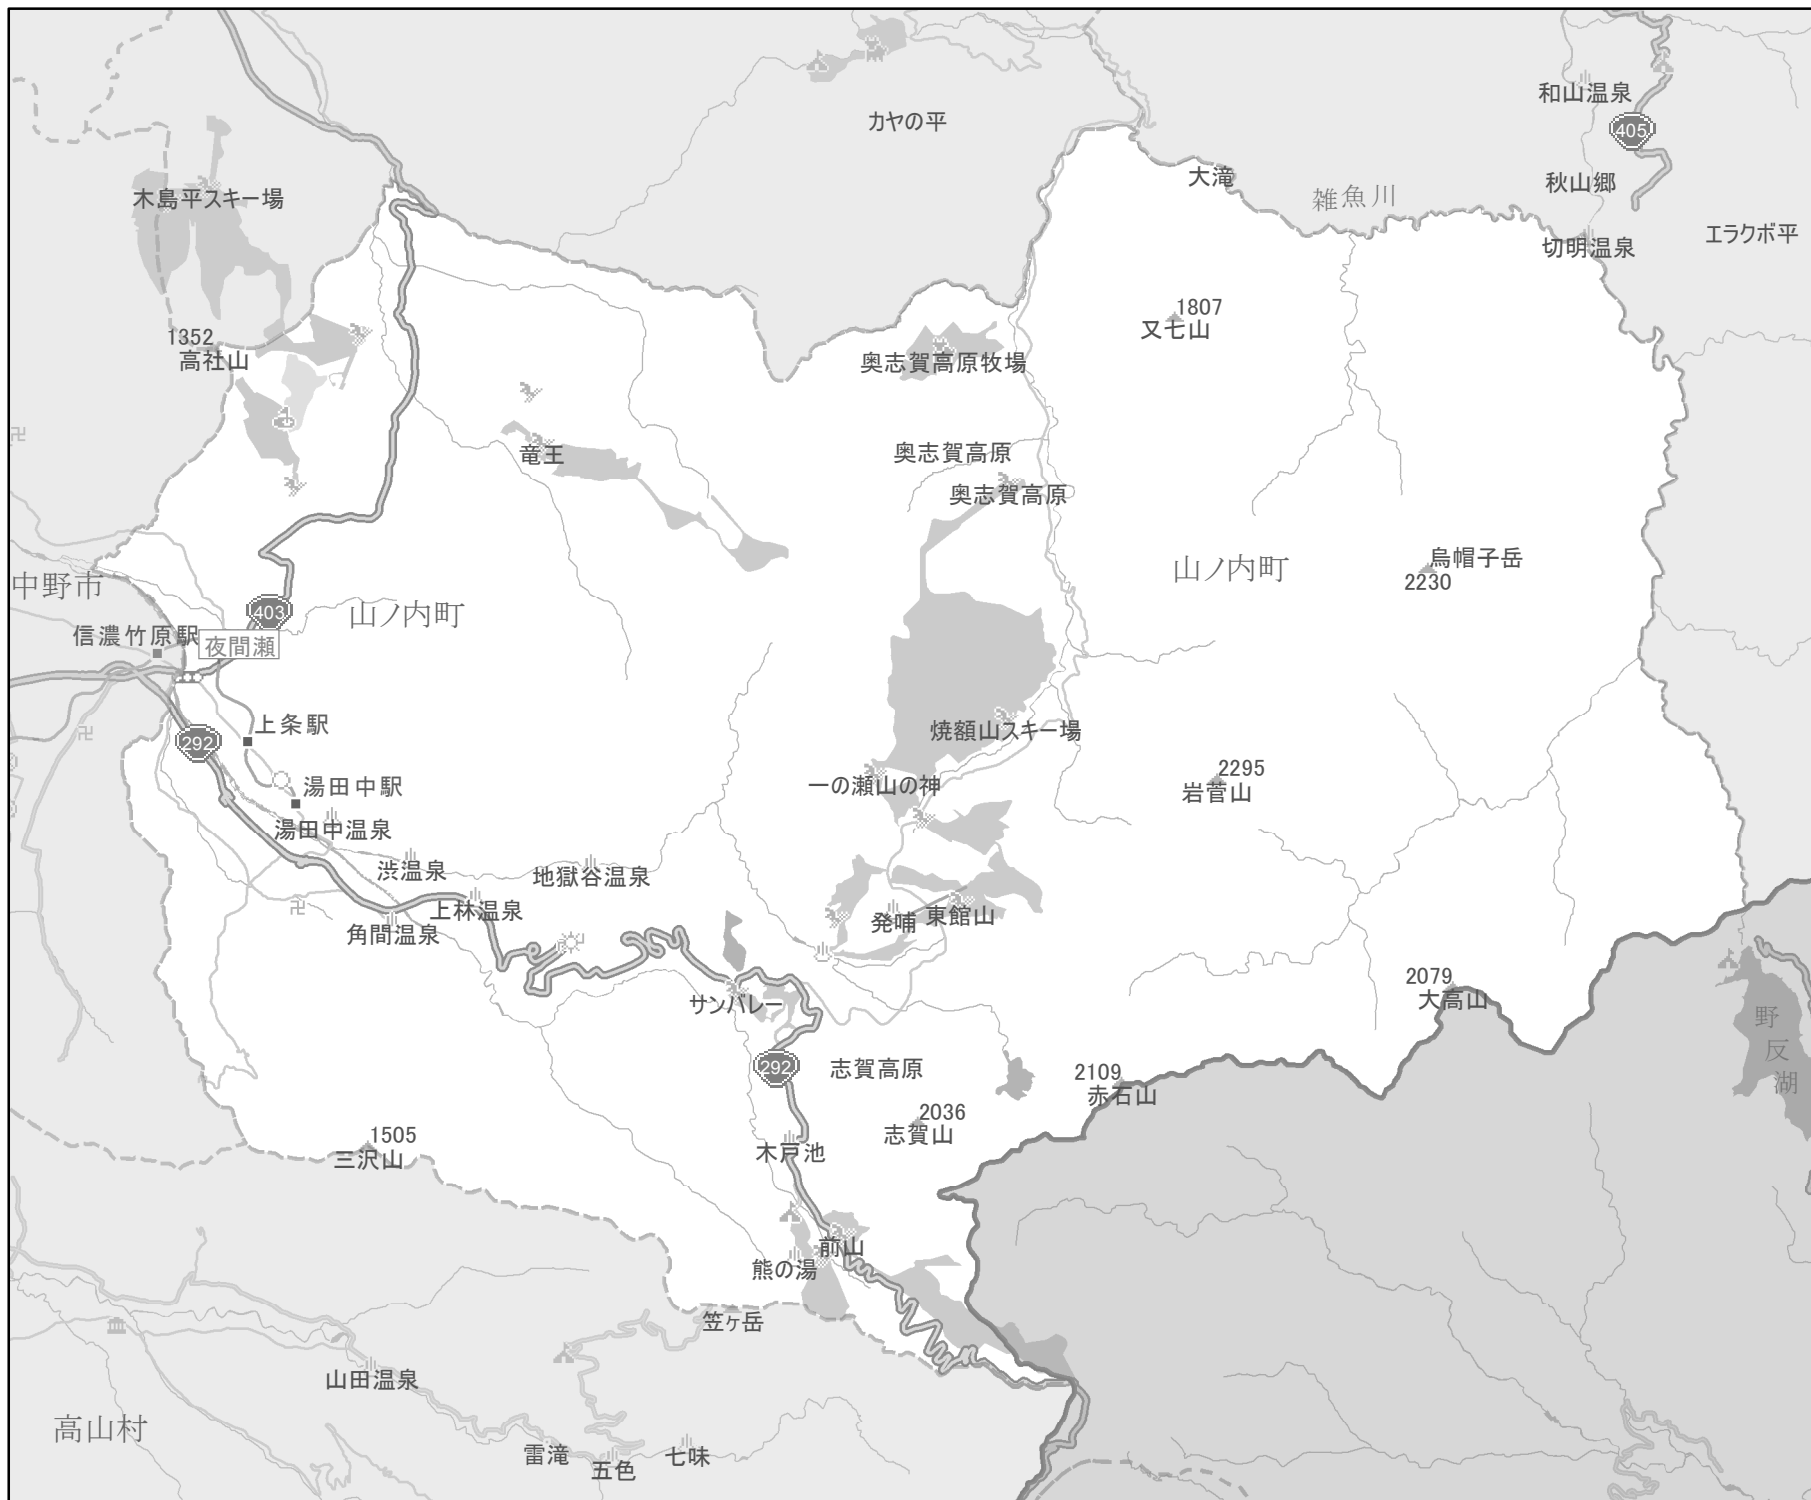 和山温泉
カヤの平
405
大滝
秋山郷
木島平スキー場
雑魚川
エラクボ平
切明温泉
1807
又七山
1352
高社山
奥志賀高原牧場
竜王
奥志賀高原
奥志賀高原
烏帽子岳
2230
山ノ内町
中野市
403
山ノ内町
信濃竹原駅
夜間瀬
上条駅
292
焼額山スキー場
2295
岩菅山
一の瀬山の神
湯田中駅
湯田中温泉
渋温泉
地獄谷温泉
上林温泉
角間温泉
発哺
東館山
2079
大高山
サンバレー
野反湖
292
志賀高原
2109
赤石山
2036
志賀山
1505
三沢山
木戸池
前山
熊の湯
笠ヶ岳
山田温泉
高山村
雷滝
五色
七味